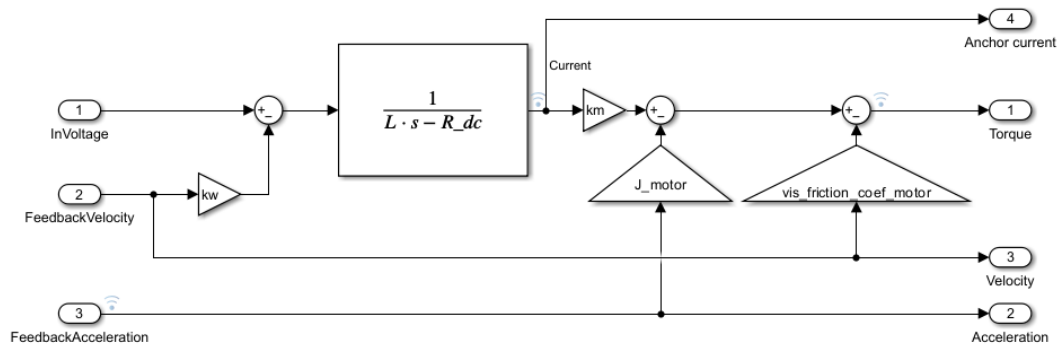 4
Anchor current
Current
1
InVoltage
+
-
1
L · s − R_dc
km
+
-
+
-
1
Torque
J_motor
vis_friction_coef_motor
2
FeedbackVelocity
kw
3
Velocity
3
FeedbackAcceleration
2
Acceleration